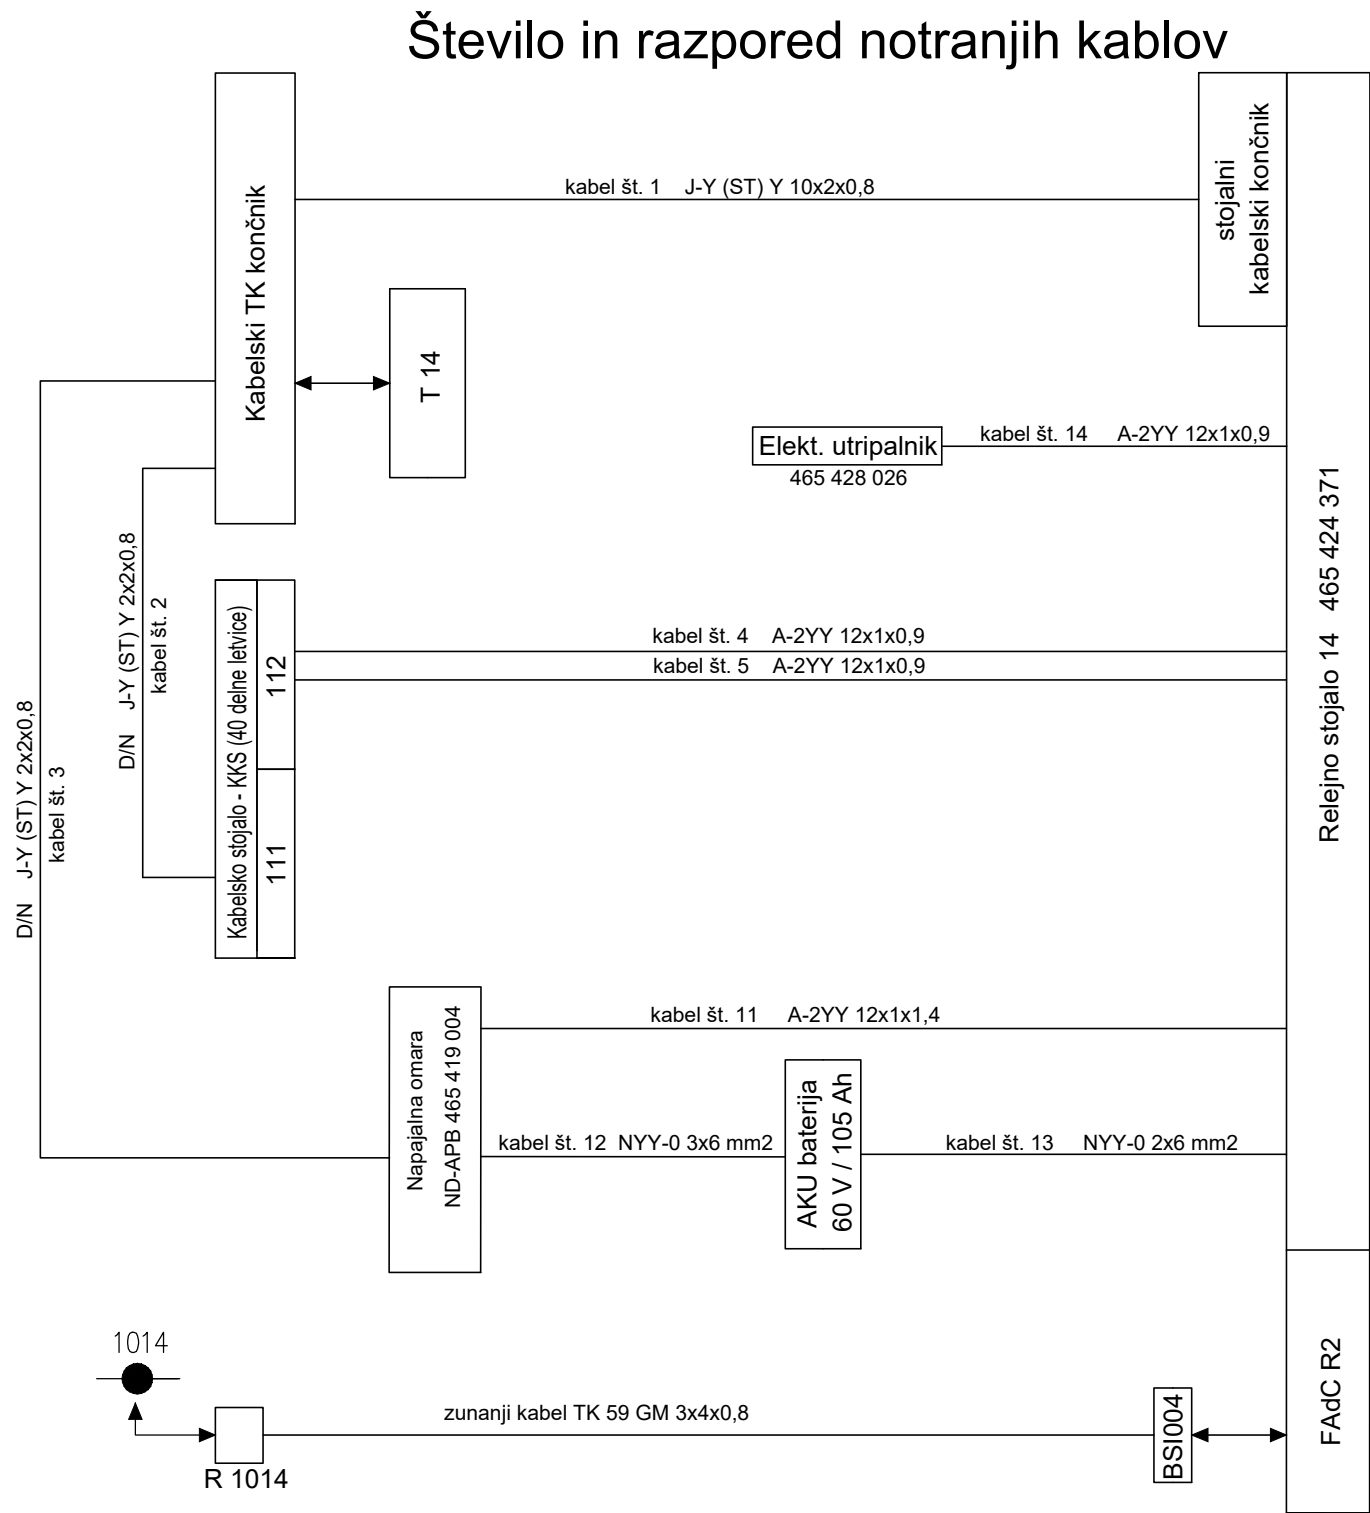 Število in razpored notranjih kablov
Kabelski TK končnik
kabel št. 1 J-Y (ST) Y 10x2x0,8
stojalni
kabelski končnik
T 14
Elekt. utripalnik
465 428 026
kabel št. 14 A-2YY 12x1x0,9
Relejno stojalo 14 465 424 371
D/N J-Y (ST) Y 2x2x0,8
kabel št. 2
D/N J-Y (ST) Y 2x2x0,8
kabel št. 3
Kabelsko stojalo - KKS (40 delne letvice)
112
111
kabel št. 4 A-2YY 12x1x0,9
kabel št. 5 A-2YY 12x1x0,9
Napajalna omara
ND-APB 465 419 004
kabel št. 11 A-2YY 12x1x1,4
kabel št. 12 NYY-0 3x6 mm2
AKU baterija
60 V / 105 Ah
kabel št. 13 NYY-0 2x6 mm2
1014
R 1014
zunanji kabel TK 59 GM 3x4x0,8
BSI004
FAdC R2